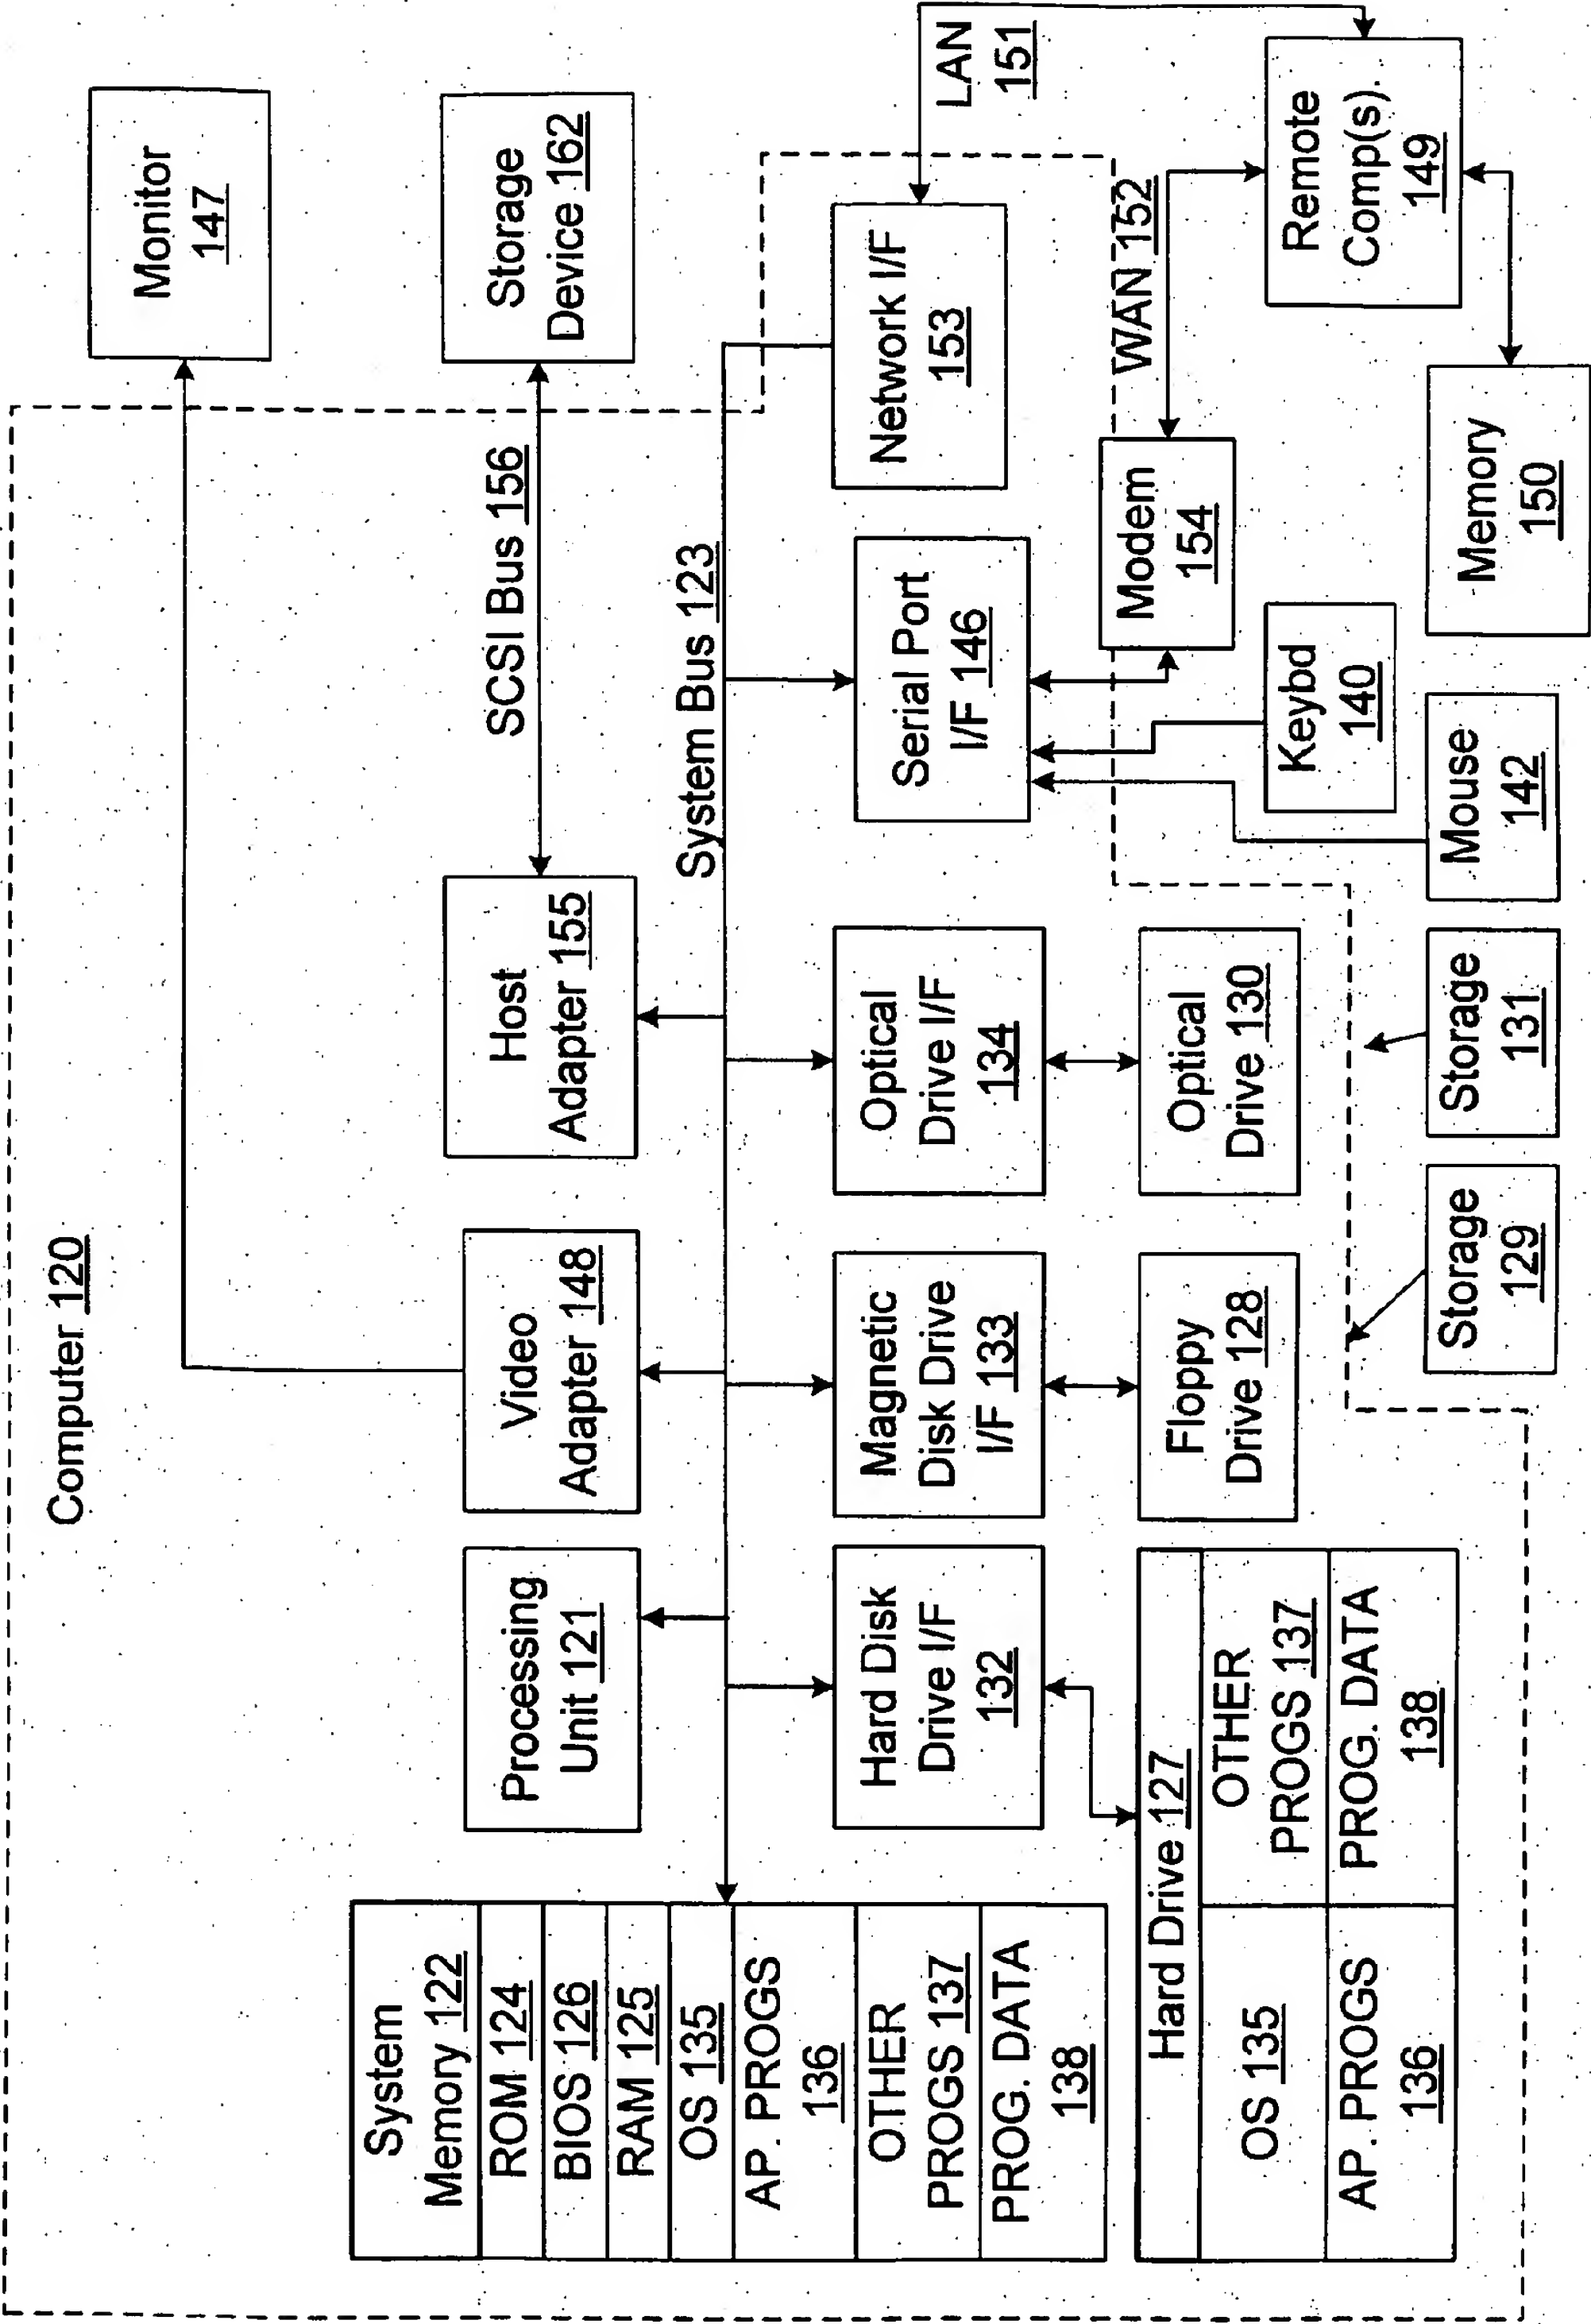 Computer 120
Monitor
147
Storage
Device 162
SCSI Bus 156
Host
Adapter 155
Video
Adapter 148
Processing
Unit 121
System
Memory 122
ROM 124
BIOS 126
RAM 125
OS 135
AP. PROGS
136
OTHER
PROGS 137
PROG. DATA
138
System Bus 123
Hard Disk
Drive I/F
132
Magnetic
Disk Drive
I/F 133
Optical
Drive I/F
134
Serial Port
I/F 146
Network I/F
153
LAN
151
Hard Drive 127
OS 135
OTHER
PROGS 137
AP. PROGS
136
PROG. DATA
138
Floppy
Drive 128
Optical
Drive 130
Modem
154
WAN 152
Remote
Comp(s).
149
Keybd
140
Storage
129
Storage
131
Mouse
142
Memory
150